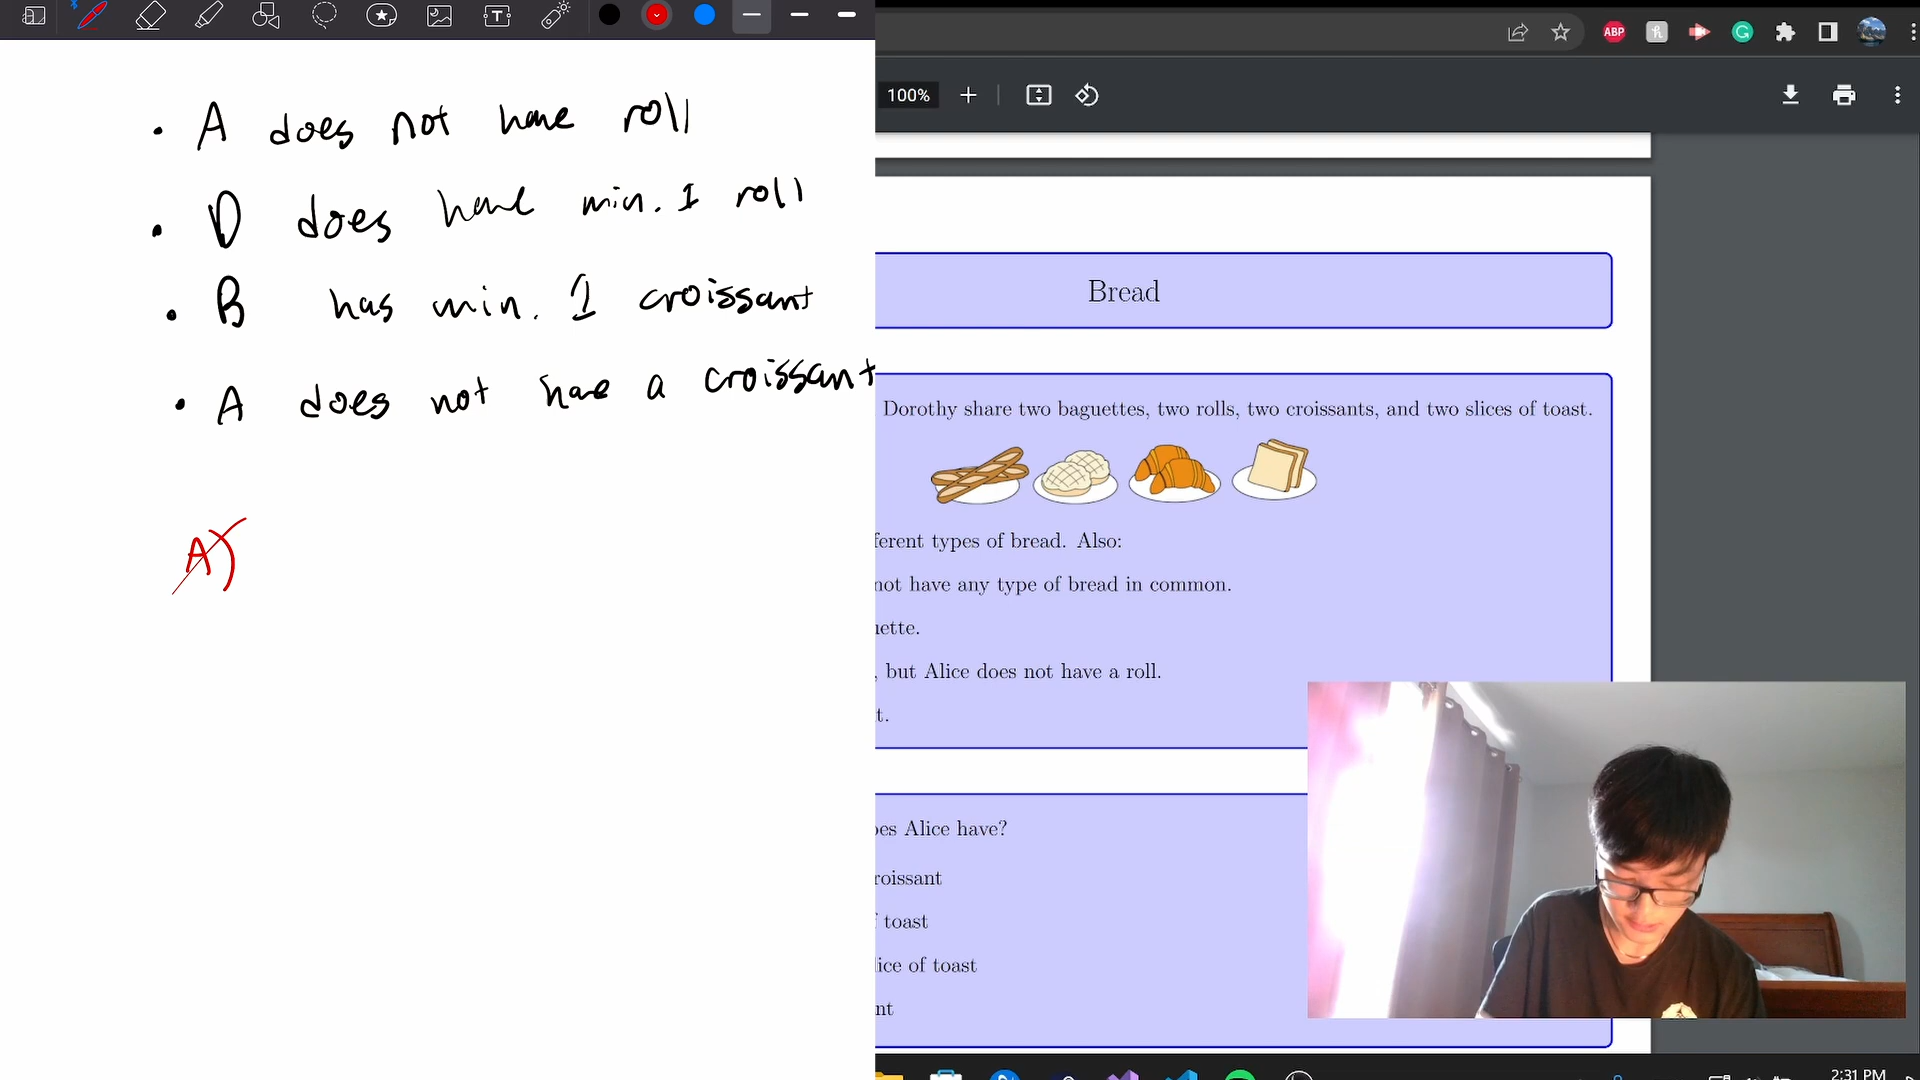 • A does not have roll
• D does have min. 1 roll
• B has min. 1 croissant
• A does not have a croissant
A)
100%
ABP
Bread
Dorothy share two baguettes, two rolls, two croissants, and two slices of toast.
ferent types of bread. Also:
not have any type of bread in common.
uette.
, but Alice does not have a roll.
t.
oes Alice have?
roissant
f toast
lice of toast
nt
2:31 PM